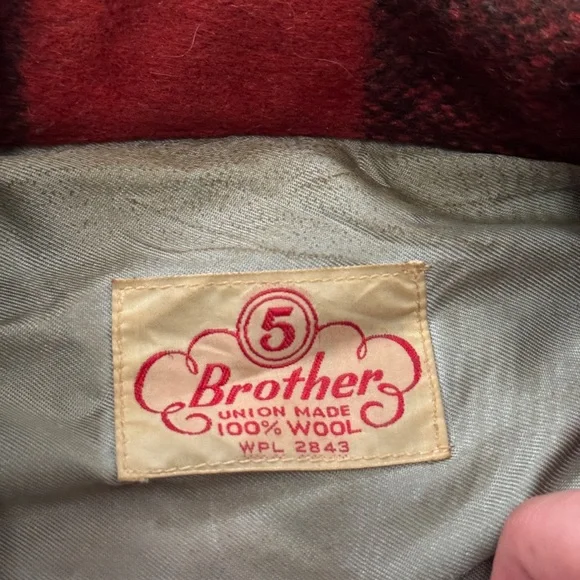 5
Brother
UNION MADE
100% WOOL
WPL 2843